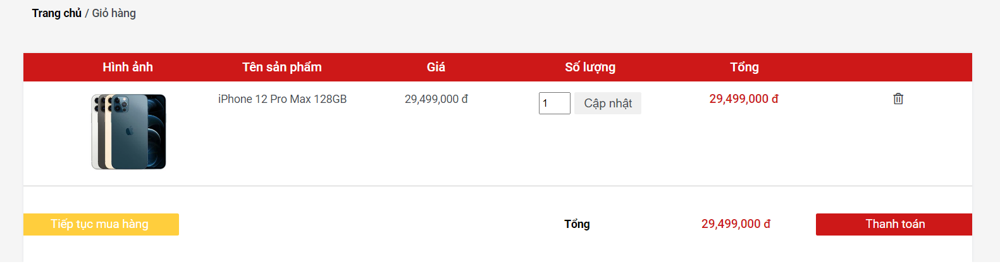 Trang chủ / Giỏ hàng
Hình ảnh Tên sản phẩm Giá Số lượng Tổng
iPhone 12 Pro Max 128GB 29,499,000 đ 1 Cập nhật 29,499,000 đ
Tiếp tục mua hàng Tổng 29,499,000 đ Thanh toán